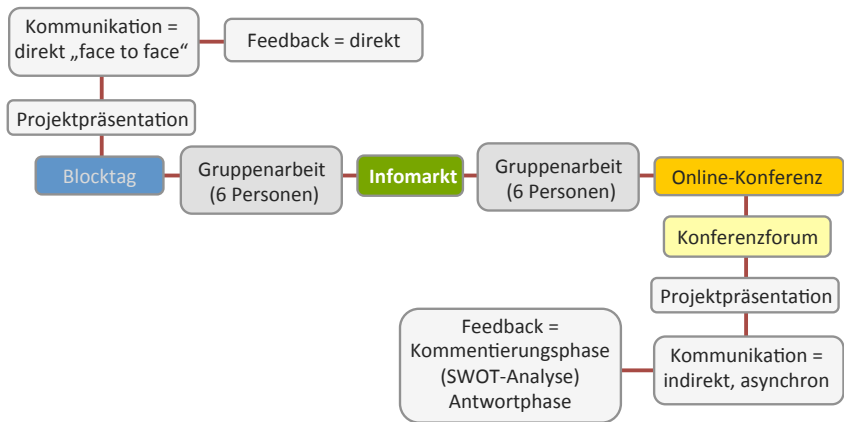 Kommunikation =
direkt „face to face“
Feedback = direkt
Projektpräsentation
Blocktag
Gruppenarbeit
(6 Personen)
Infomarkt
Gruppenarbeit
(6 Personen)
Online-Konferenz
Konferenzforum
Projektpräsentation
Kommunikation =
indirekt, asynchron
Feedback =
Kommentierungsphase
(SWOT-Analyse)
Antwortphase